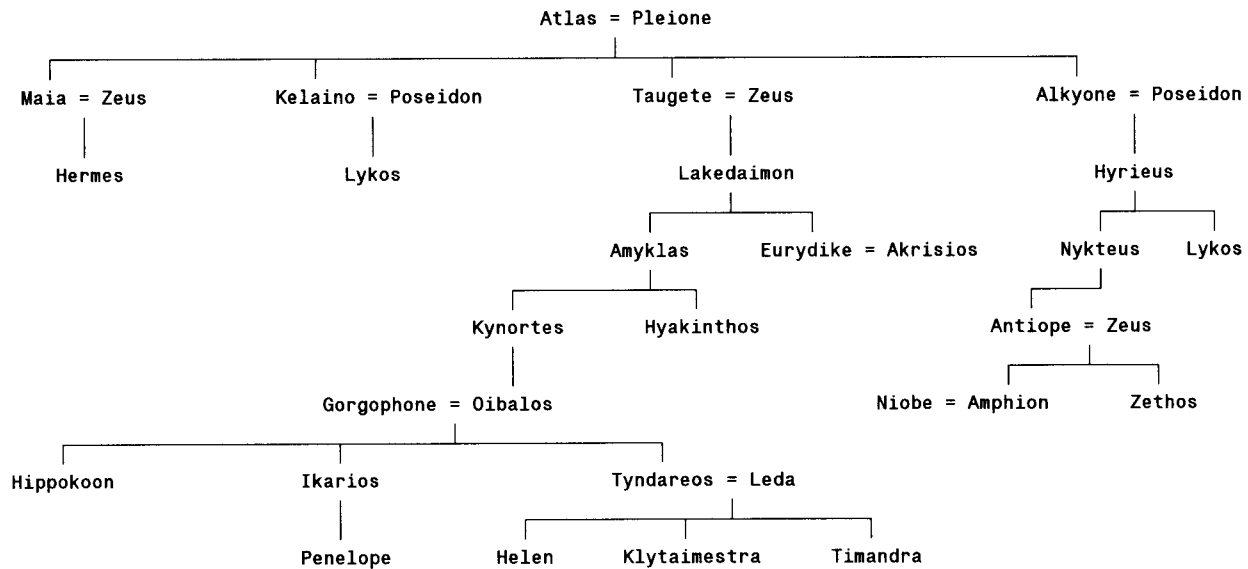 Atlas = Pleione
Maia = Zeus Kelaino = Poseidon Taugete = Zeus Alkyone = Poseidon
Hermes Lykos Lakedaimon Hyrieus
Amyklas Eurydike = Akrisios Nykteus Lykos
Kynortes Hyakinthos Antiope = Zeus
Gorgophone = Oibalos Niobe = Amphion Zethos
Hippokoon Ikarios Tyndareos = Leda
Penelope Helen Klytaimestra Timandra